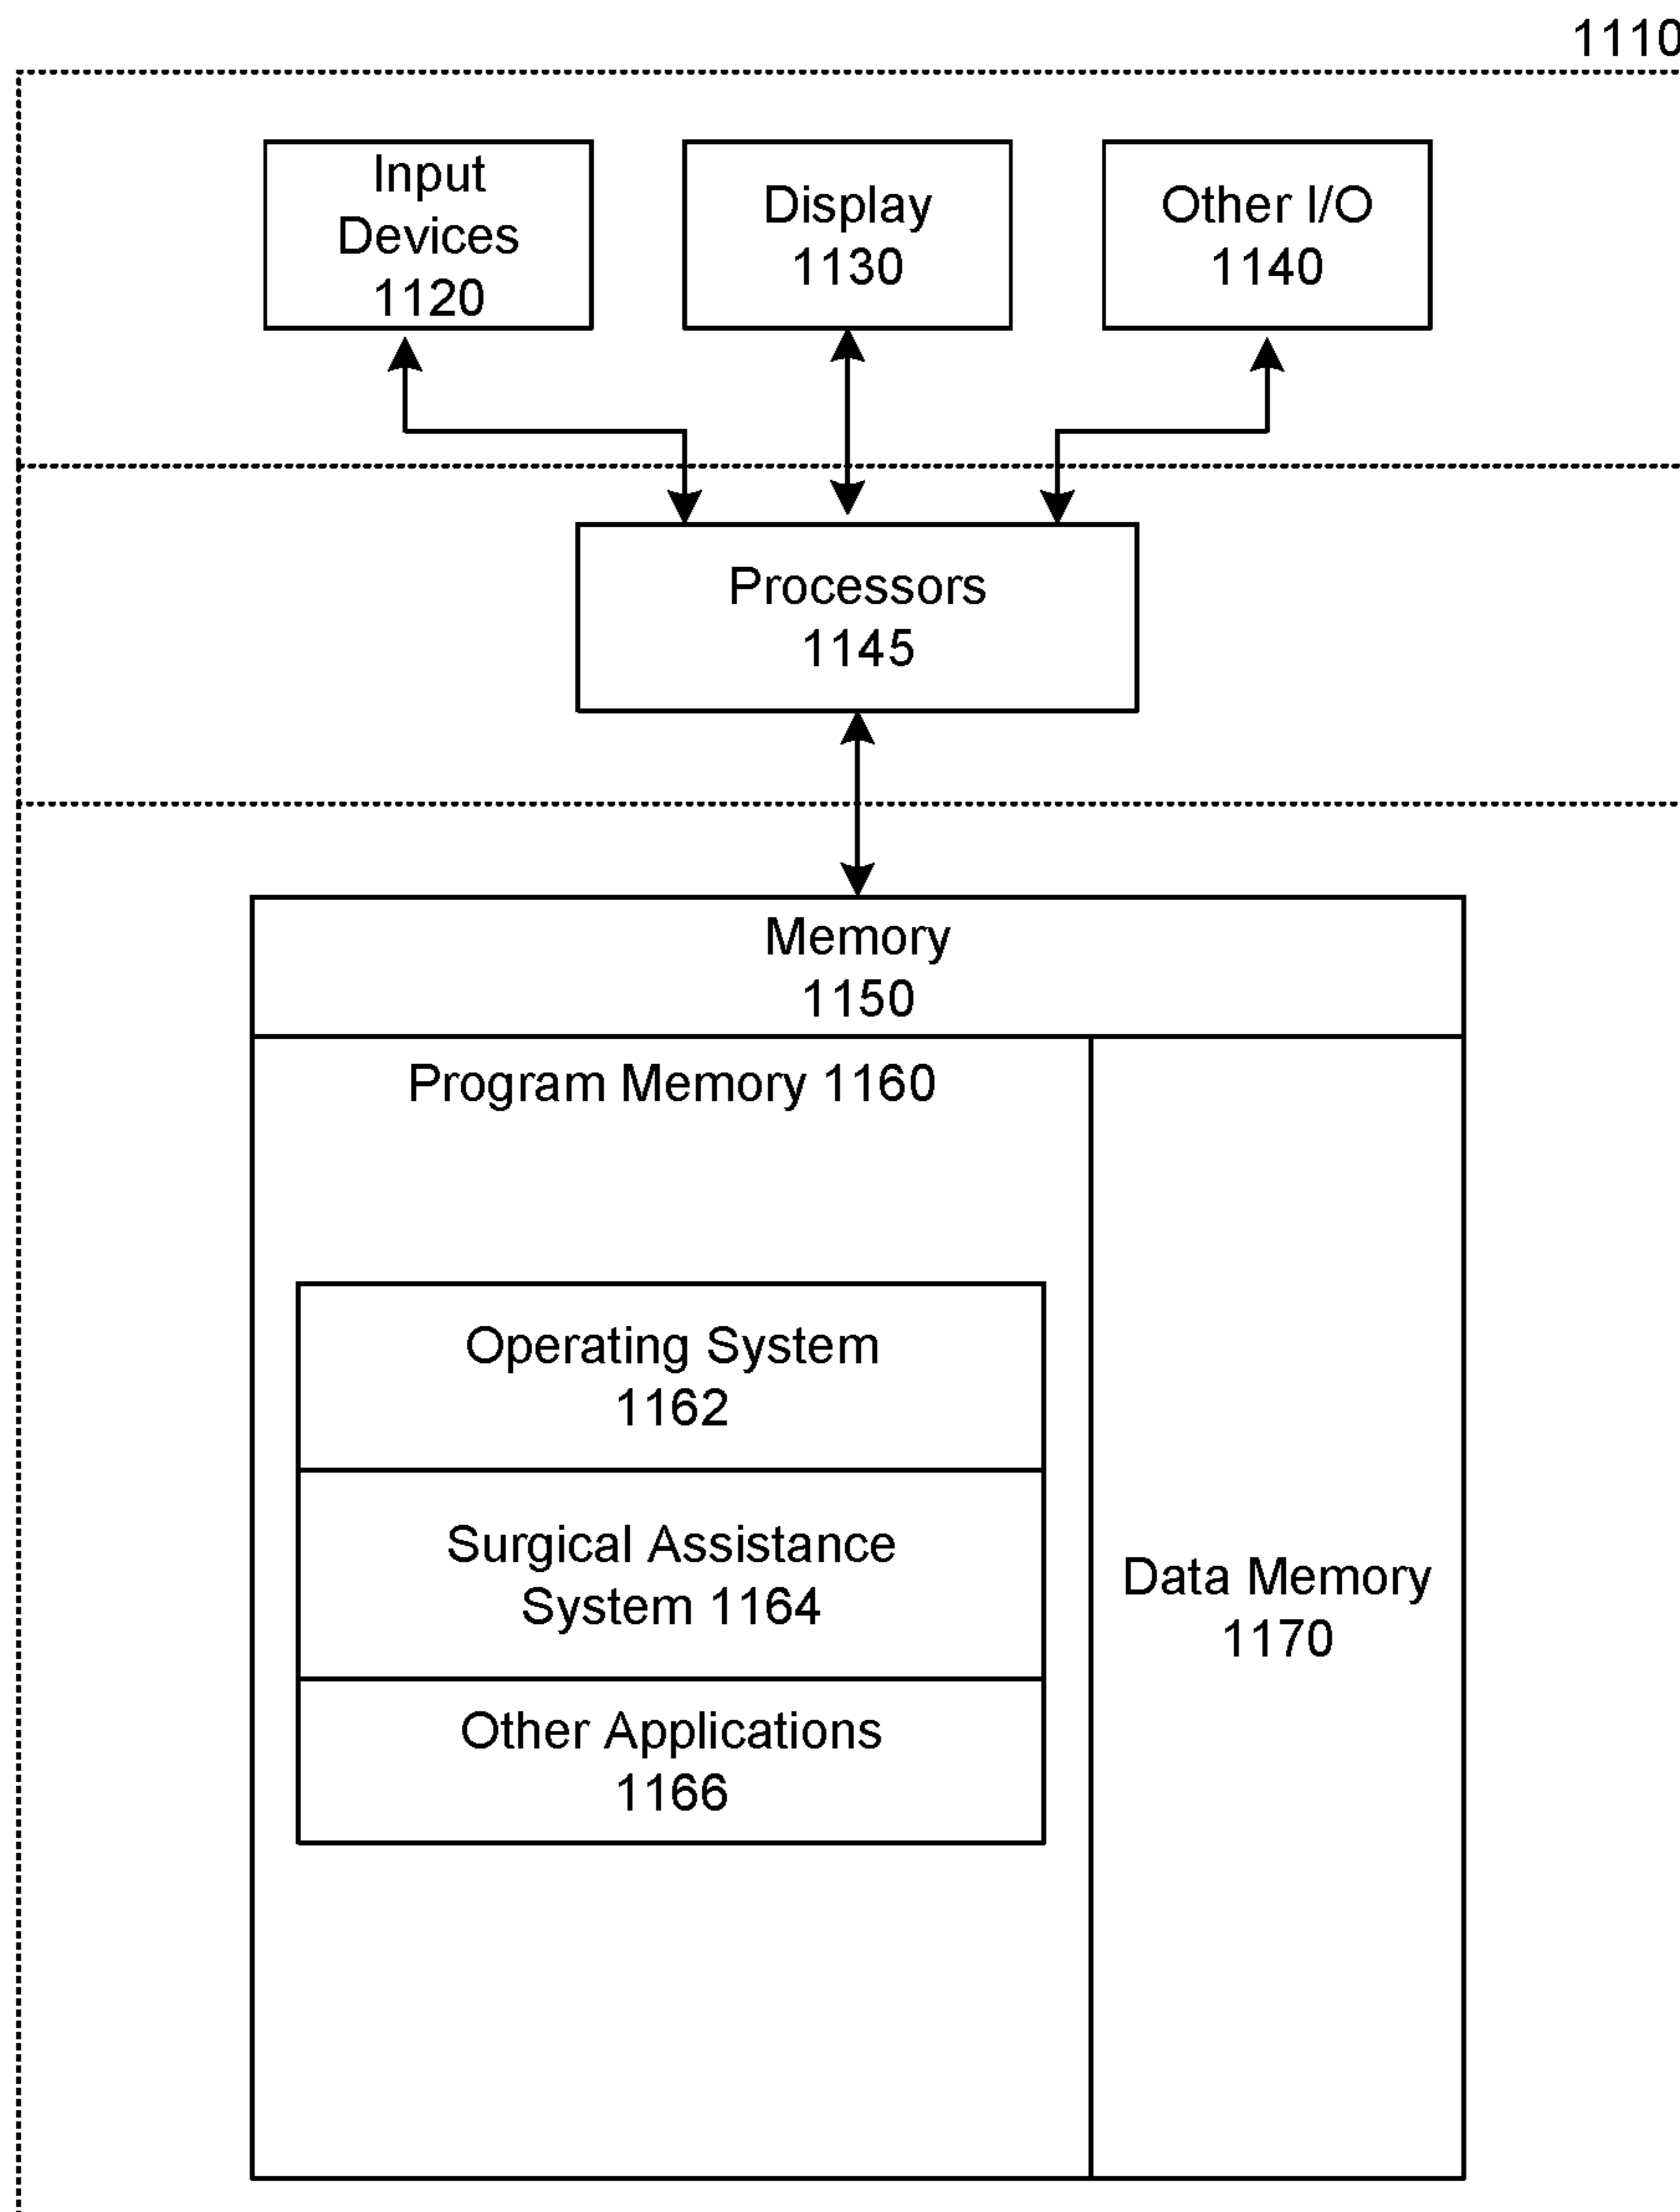 1110
Input
Devices
1120
Display
1130
Other I/O
1140
Processors
1145
Memory
1150
Program Memory 1160
Operating System
1162
Surgical Assistance
System 1164
Other Applications
1166
Data Memory
1170